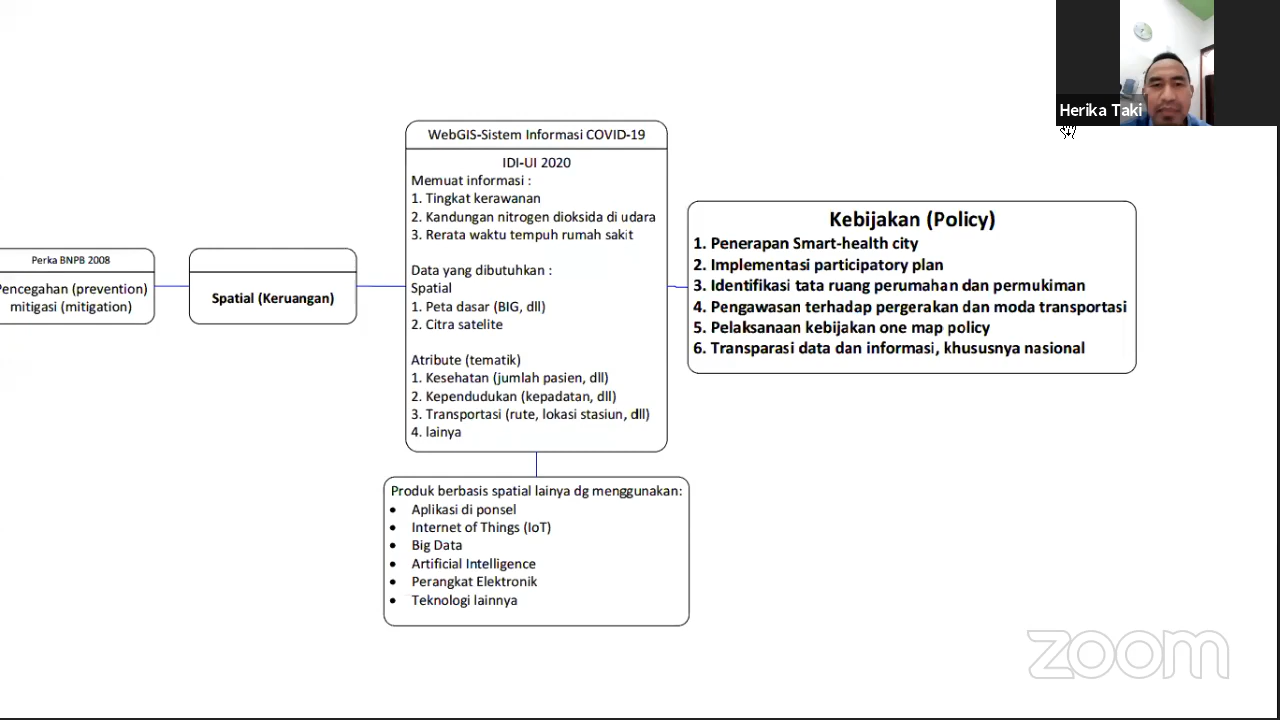 Herika Taki
Perka BNPB 2008
Pencegahan (prevention)
mitigasi (mitigation)
Spatial (Keruangan)
WebGIS-Sistem Informasi COVID-19
IDI-UI 2020
Memuat informasi :
1. Tingkat kerawanan
2. Kandungan nitrogen dioksida di udara
3. Rerata waktu tempuh rumah sakit
Data yang dibutuhkan :
Spatial
1. Peta dasar (BIG, dll)
2. Citra satelite
Atribute (tematik)
1. Kesehatan (jumlah pasien, dll)
2. Kependudukan (kepadatan, dll)
3. Transportasi (rute, lokasi stasiun, dll)
4. lainya
Produk berbasis spatial lainya dg menggunakan:
• Aplikasi di ponsel
• Internet of Things (IoT)
• Big Data
• Artificial Intelligence
• Perangkat Elektronik
• Teknologi lainnya
Kebijakan (Policy)
1. Penerapan Smart-health city
2. Implementasi participatory plan
3. Identifikasi tata ruang perumahan dan permukiman
4. Pengawasan terhadap pergerakan dan moda transportasi
5. Pelaksanaan kebijakan one map policy
6. Transparasi data dan informasi, khususnya nasional
zoom